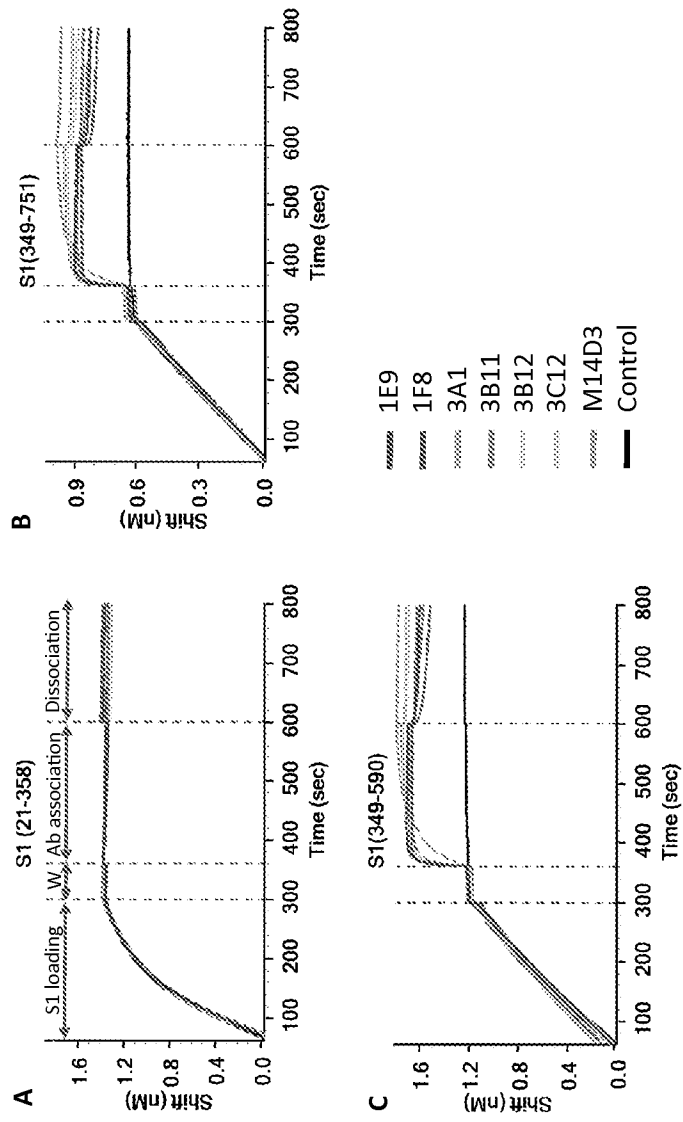 A
S1 (21-358)
S1 loading
W
Ab association
Dissociation
Shift (nM)
1.6
1.2
0.8
0.4
0.0
100
200
300
400
500
600
700
800
Time (sec)
B
S1(349-751)
Shift (nM)
0.9
0.6
0.3
0.0
100
200
300
400
500
600
700
800
Time (sec)
C
S1(349-590)
Shift (nM)
1.6
1.2
0.8
0.4
0.0
100
200
300
400
500
600
700
800
Time (sec)
1E9
1F8
3A1
3B11
3B12
3C12
M14D3
Control